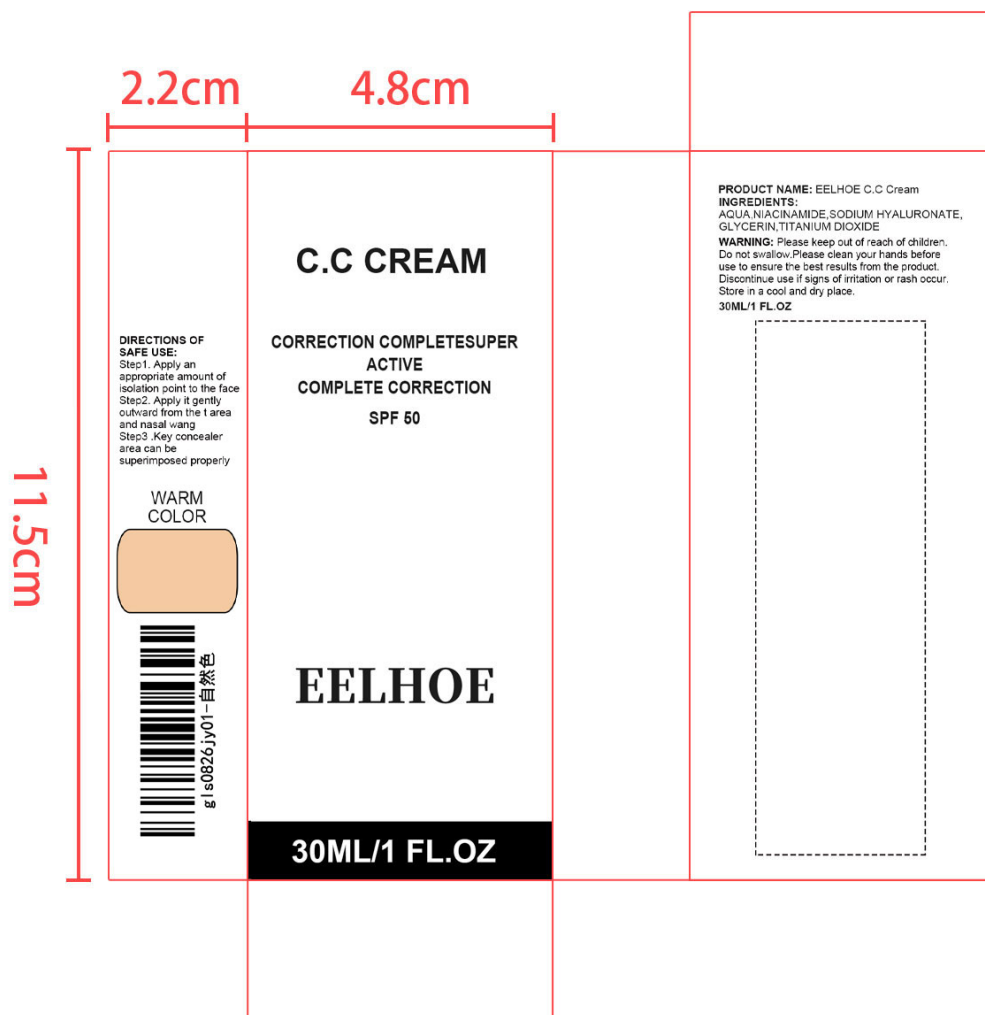 2.2cm
4.8cm
11.5cm
DIRECTIONS OF
SAFE USE:
Step1. Apply an
appropriate amount of
isolation point to the face
Step2. Apply it gently
outward from the t area
and nasal wang
Step3 .Key concealer
area can be
superimposed properly
WARM
COLOR
gls0826jy01-自然色
C.C CREAM
CORRECTION COMPLETESUPER
ACTIVE
COMPLETE CORRECTION
SPF 50
EELHOE
30ML/1 FL.OZ
PRODUCT NAME: EELHOE C.C Cream
INGREDIENTS:
AQUA.NIACINAMIDE,SODIUM HYALURONATE,
GLYCERIN,TITANIUM DIOXIDE
WARNING: Please keep out of reach of children.
Do not swallow.Please clean your hands before
use to ensure the best results from the product.
Discontinue use if signs of irritation or rash occur.
Store in a cool and dry place.
30ML/1 FL.OZ